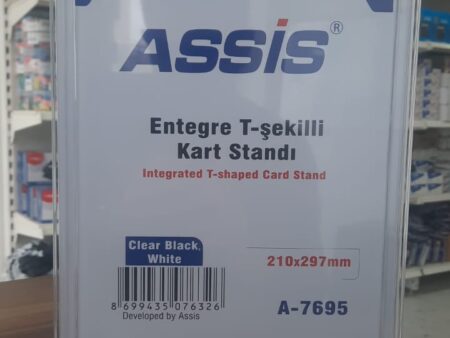 ASSIS®
Entegre T-şekilli
Kart Standı
Integrated T-shaped Card Stand
Clear Black,
White
210x297mm
8 699435 076326
Developed by Assis
A-7695